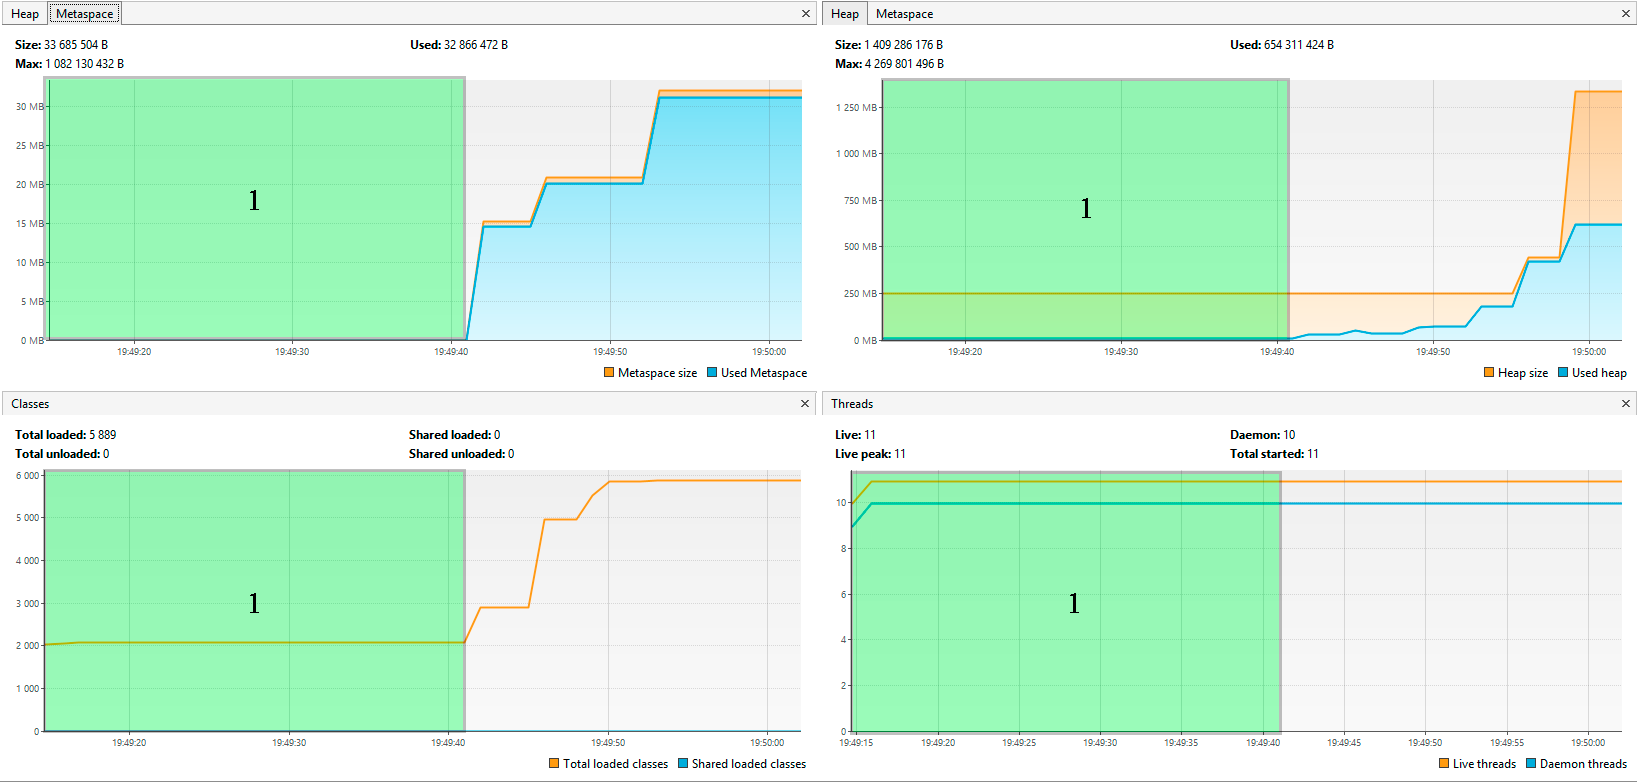 Heap Metaspace
Size: 33 685 504 B Used: 32 866 472 B
Max: 1 082 130 432 B
30 MB
25 MB
20 MB
15 MB
10 MB
5 MB
0 MB
1
19:49:20 19:49:30 19:49:40 19:49:50 19:50:00
Metaspace size Used Metaspace
Heap Metaspace
Size: 1 409 286 176 B Used: 654 311 424 B
Max: 4 269 801 496 B
1 250 MB
1 000 MB
750 MB
500 MB
250 MB
0 MB
1
19:49:20 19:49:30 19:49:40 19:49:50 19:50:00
Heap size Used heap
Classes
Total loaded: 5 889 Shared loaded: 0
Total unloaded: 0 Shared unloaded: 0
6 000
5 000
4 000
3 000
2 000
1 000
0
1
19:49:20 19:49:30 19:49:40 19:49:50 19:50:00
Total loaded classes Shared loaded classes
Threads
Live: 11 Daemon: 10
Live peak: 11 Total started: 11
10
8
6
4
2
0
1
19:49:15 19:49:20 19:49:25 19:49:30 19:49:35 19:49:40 19:49:45 19:49:50 19:49:55 19:50:00
Live threads Daemon threads